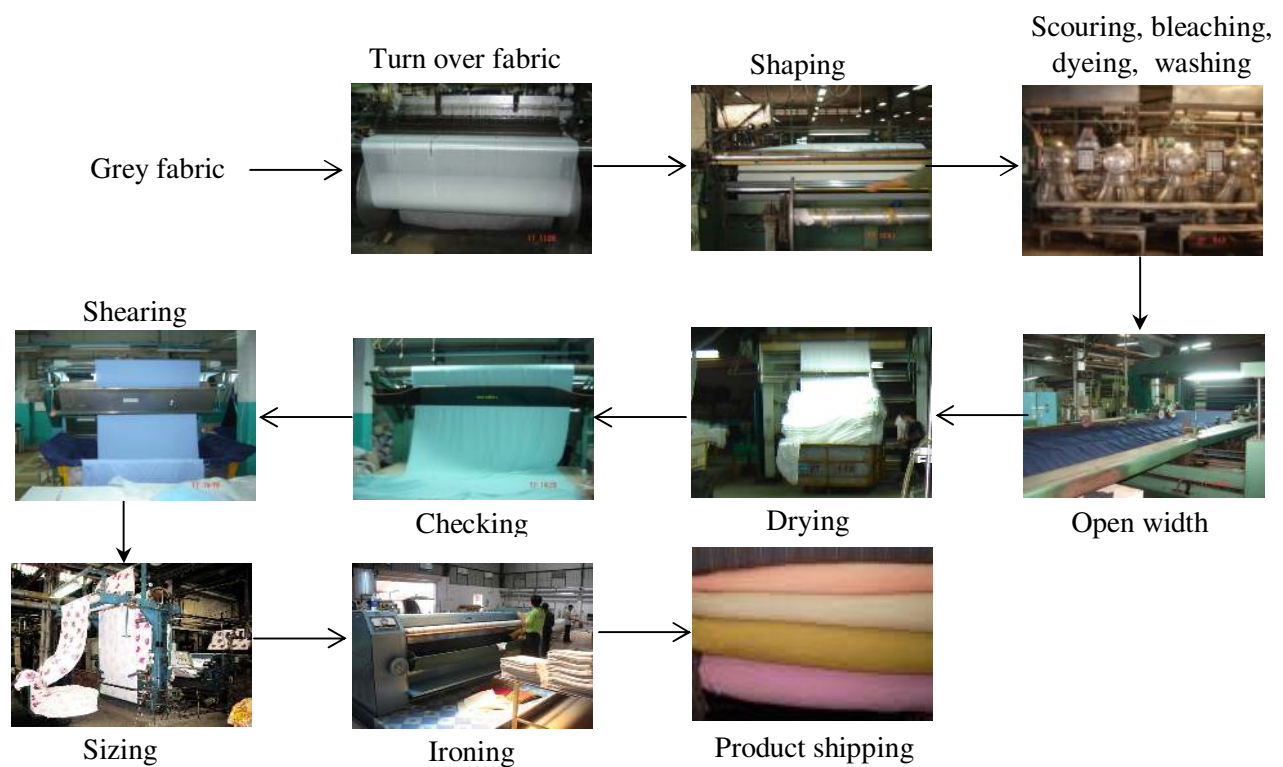 Scouring, bleaching,
dyeing, washing
Turn over fabric
Shaping
Grey fabric
Shearing
Checking
Drying
Open width
Sizing
Ironing
Product shipping